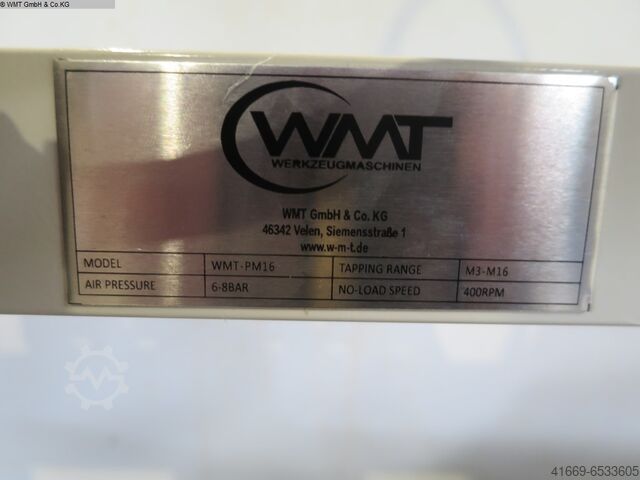 © WMT GmbH & Co.KG
WMT
WERKZEUGMASCHINEN
WMT GmbH & Co. KG
46342 Velen, Siemensstraße 1
www.w-m-t.de
MODEL WMT-PM16 TAPPING RANGE M3-M16
AIR PRESSURE 6-8BAR NO-LOAD SPEED 400RPM
41669-6533605